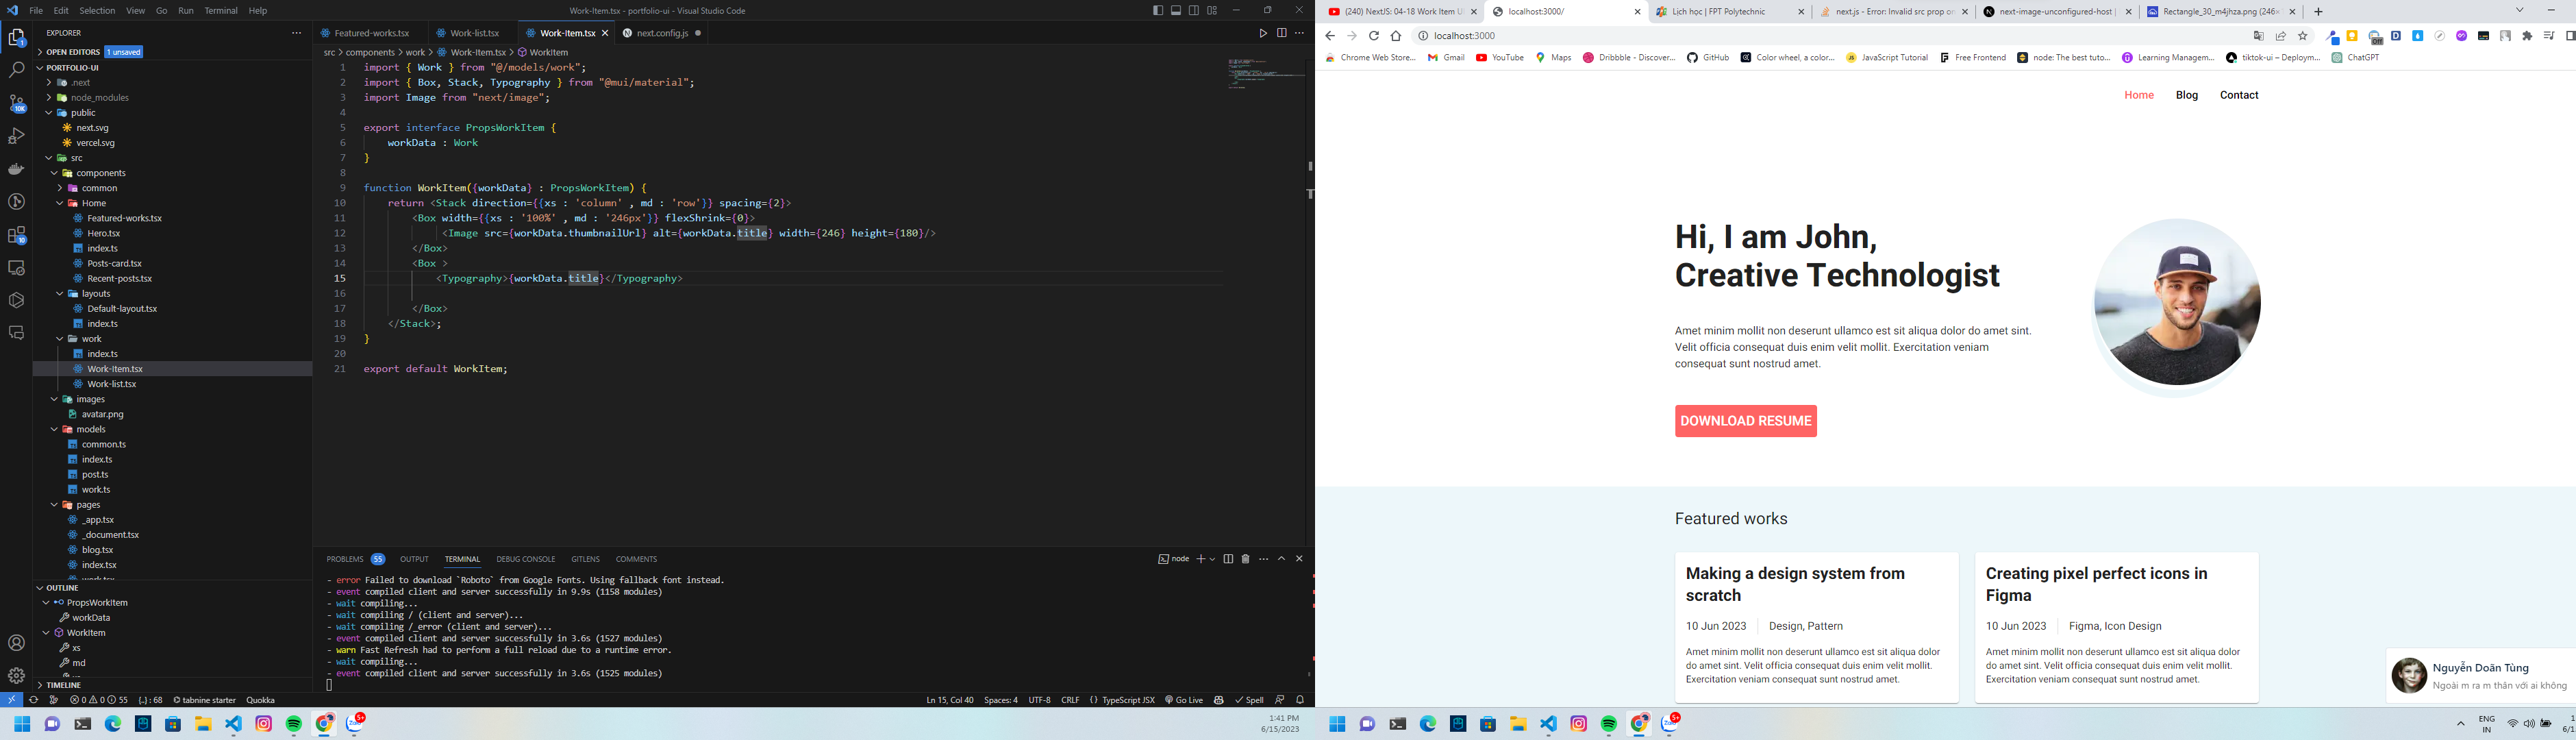 File Edit Selection View Go Run Terminal Help
Work-Item.tsx - portfolio-ui - Visual Studio Code
EXPLORER
OPEN EDITORS 1 unsaved
PORTFOLIO-UI
.next
node_modules
public
next.svg
vercel.svg
src
components
common
Home
Featured-works.tsx
Hero.tsx
index.ts
Posts-card.tsx
Recent-posts.tsx
layouts
Default-layout.tsx
index.ts
work
index.ts
Work-Item.tsx
Work-list.tsx
images
avatar.png
models
common.ts
index.ts
post.ts
work.ts
pages
_app.tsx
_document.tsx
blog.tsx
index.tsx
work.tsx
OUTLINE
PropsWorkItem
workData
WorkItem
xs
md
TIMELINE
Featured-works.tsx Work-list.tsx Work-Item.tsx next.config.js
src > components > work > Work-Item.tsx > WorkItem
1 import { Work } from "@/models/work";
2 import { Box, Stack, Typography } from "@mui/material";
3 import Image from "next/image";
4
5 export interface PropsWorkItem {
6 workData : Work
7 }
8
9 function WorkItem({workData} : PropsWorkItem) {
10 return <Stack direction={{xs : 'column' , md : 'row'}} spacing={2}>
11 <Box width={{xs : '100%' , md : '246px'}} flexShrink={0}>
12 <Image src={workData.thumbnailUrl} alt={workData.title} width={246} height={180}/>
13 </Box>
14 <Box >
15 <Typography>{workData.title}</Typography>
16
17 </Box>
18 </Stack>;
19 }
20
21 export default WorkItem;
PROBLEMS 55 OUTPUT TERMINAL DEBUG CONSOLE GITLENS COMMENTS
node
- error Failed to download `Roboto` from Google Fonts. Using fallback font instead.
- event compiled client and server successfully in 9.9s (1158 modules)
- wait compiling...
- wait compiling / (client and server)...
- wait compiling /_error (client and server)...
- event compiled client and server successfully in 3.6s (1527 modules)
- warn Fast Refresh had to perform a full reload due to a runtime error.
- wait compiling...
- event compiled client and server successfully in 3.6s (1525 modules)
0 0 55 {..} : 68 tabnine starter Quokka
Ln 15, Col 40 Spaces: 4 UTF-8 CRLF {} TypeScript JSX Go Live Spell
1:41 PM
6/15/2023
(240) NextJS: 04-18 Work Item U localhost:3000/ Lịch học | FPT Polytechnic next.js - Error: Invalid src prop on next-image-unconfigured-host | Rectangle_30_m4jhza.png (246×
localhost:3000
Chrome Web Store... Gmail YouTube Maps Dribbble - Discover... GitHub Color wheel, a color... JavaScript Tutorial Free Frontend node: The best tuto... Learning Managem... tiktok-ui – Deploym... ChatGPT
Home Blog Contact
Hi, I am John,
Creative Technologist
Amet minim mollit non deserunt ullamco est sit aliqua dolor do amet sint.
Velit officia consequat duis enim velit mollit. Exercitation veniam
consequat sunt nostrud amet.
DOWNLOAD RESUME
Featured works
Making a design system from
scratch
10 Jun 2023 Design, Pattern
Amet minim mollit non deserunt ullamco est sit aliqua dolor
do amet sint. Velit officia consequat duis enim velit mollit.
Exercitation veniam consequat sunt nostrud amet.
Creating pixel perfect icons in
Figma
10 Jun 2023 Figma, Icon Design
Amet minim mollit non deserunt ullamco est sit aliqua dolor
do amet sint. Velit officia consequat duis enim velit mollit.
Exercitation veniam consequat sunt nostrud amet.
Nguyễn Doãn Tùng
Ngoài m ra m thân với ai không
ENG
IN